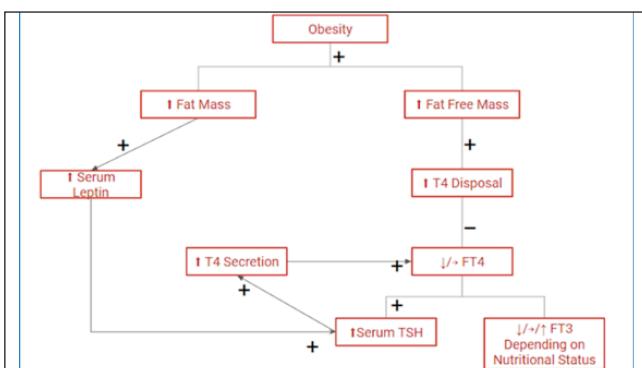 Obesity
+
↑ Fat Mass
↑ Fat Free Mass
+
+
↑ Serum
Leptin
↑ T4 Disposal
−
↑ T4 Secretion
+
↓/→ FT4
+
+
↑Serum TSH
+
↓/→/↑ FT3
Depending on
Nutritional Status